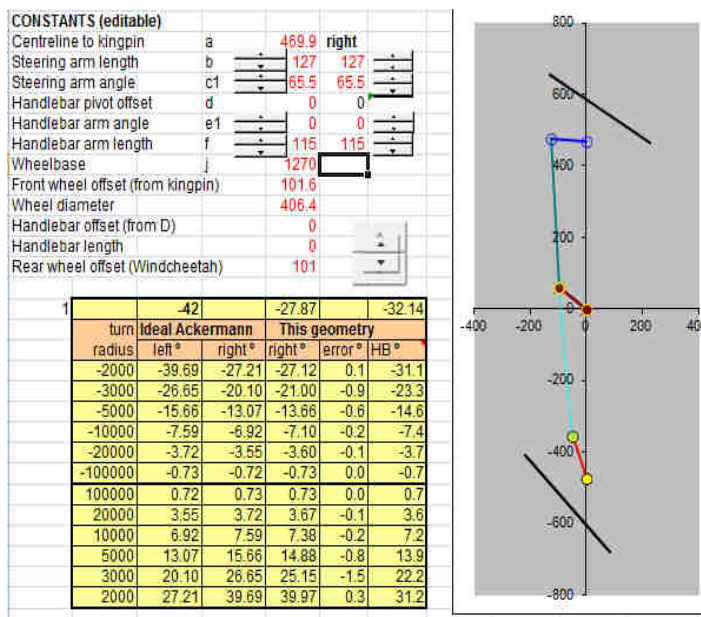 CONSTANTS (editable)
Centreline to kingpin a 469.9 right
Steering arm length b 127 127
Steering arm angle c1 65.5 65.5
Handlebar pivot offset d 0 0
Handlebar arm angle e1 0 0
Handlebar arm length f 115 115
Wheelbase j 1270
Front wheel offset (from kingpin) 101.6
Wheel diameter 406.4
Handlebar offset (from D) 0
Handlebar length 0
Rear wheel offset (Windcheetah) 101
1 -42 -27.87 -32.14
turn Ideal Ackermann This geometry
radius left ° right ° right ° error ° HB °
-2000 -39.69 -27.21 -27.12 0.1 -31.1
-3000 -26.65 -20.10 -21.00 -0.9 -23.3
-5000 -15.66 -13.07 -13.66 -0.6 -14.6
-10000 -7.59 -6.92 -7.10 -0.2 -7.4
-20000 -3.72 -3.55 -3.60 -0.1 -3.7
-100000 -0.73 -0.72 -0.73 0.0 -0.7
100000 0.72 0.73 0.73 0.0 0.7
20000 3.55 3.72 3.67 -0.1 3.6
10000 6.92 7.59 7.38 -0.2 7.2
5000 13.07 15.66 14.88 -0.8 13.9
3000 20.10 26.65 25.15 -1.5 22.2
2000 27.21 39.69 39.97 0.3 31.2
800
600
400
200
0
-400 -200 0 200 40
-200
-400
-600
-800